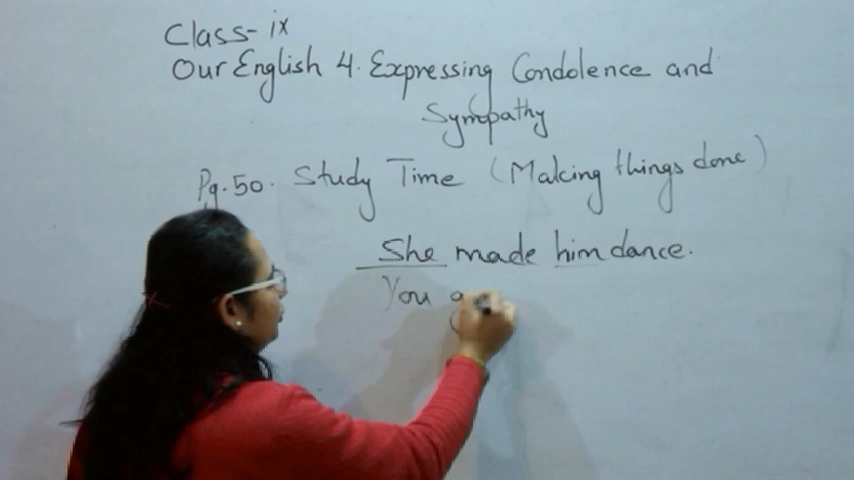 Class- ix
Our English 4. Expressing Condolence and
Sympathy
Pg. 50. Study Time (Making things done)
She made him dance.
You